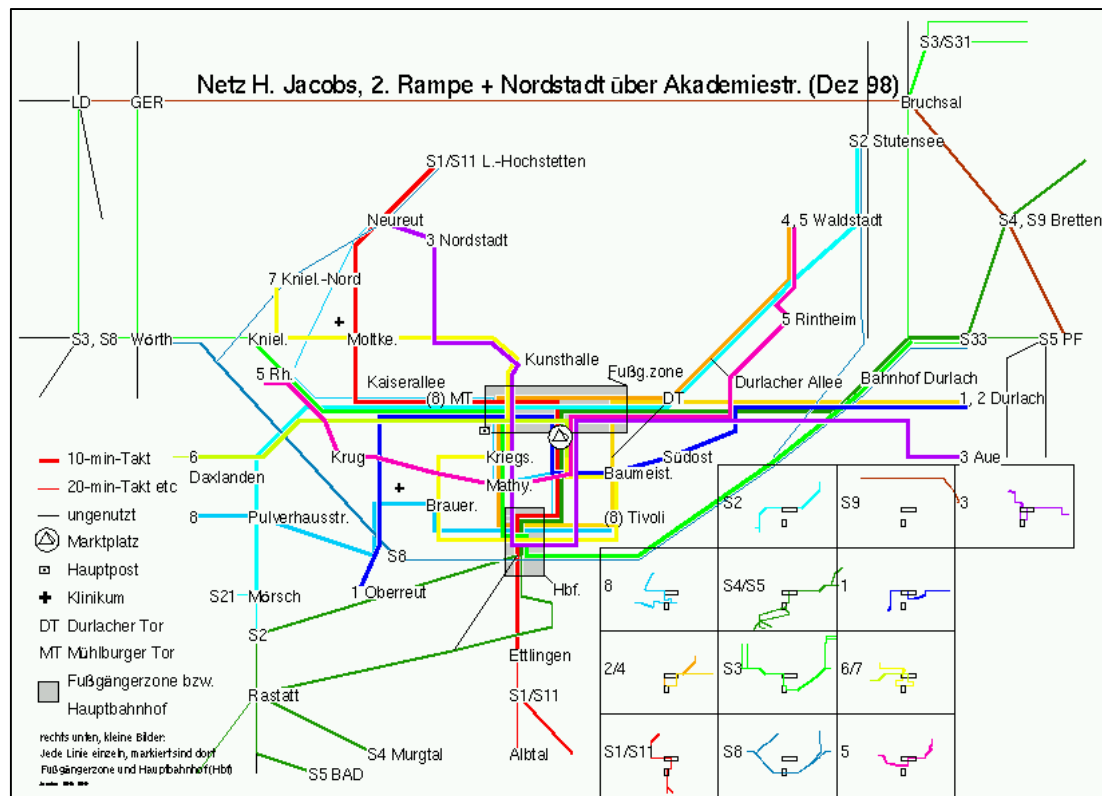 S3/S31
Netz H. Jacobs, 2. Rampe + Nordstadt über Akademiestr. (Dez 98)
LD
GER
Bruchsal
S2 Stutensee
S1/S11 L.-Hochstetten
Neureut
3 Nordstadt
4, 5 Waldstadt
S4, S9 Bretten
7 Kniel.-Nord
5 Rintheim
S3, S8
Wörth
Kniel.
Moltke.
S33
S5 PF
Kunsthalle
5 Rh.
Kaiserallee
Fußg.zone
Durlacher Allee
Bahnhof Durlach
(8) MT
DT
1, 2 Durlach
6
Daxlanden
Krug
Kriegs.
Südost
3 Aue
Baumeist.
Mathy.
8
Pulverhausstr.
Brauer.
(8) Tivoli
S8
1 Oberreut
Hbf.
S21
Mörsch
S2
Ettlingen
Rastatt
S1/S11
S4 Murgtal
Albtal
S5 BAD
10-min-Takt
20-min-Takt etc
ungenutzt
Marktplatz
Hauptpost
Klinikum
DT Durlacher Tor
MT Mühlburger Tor
Fußgängerzone bzw.
Hauptbahnhof
rechts unten, kleine Bilder:
Jede Linie einzeln, markiert sind dort
Fußgängerzone und Hauptbahnhof (Hbf)
S2
S9
3
8
S4/S5
1
2/4
S3
6/7
S1/S11
S8
5